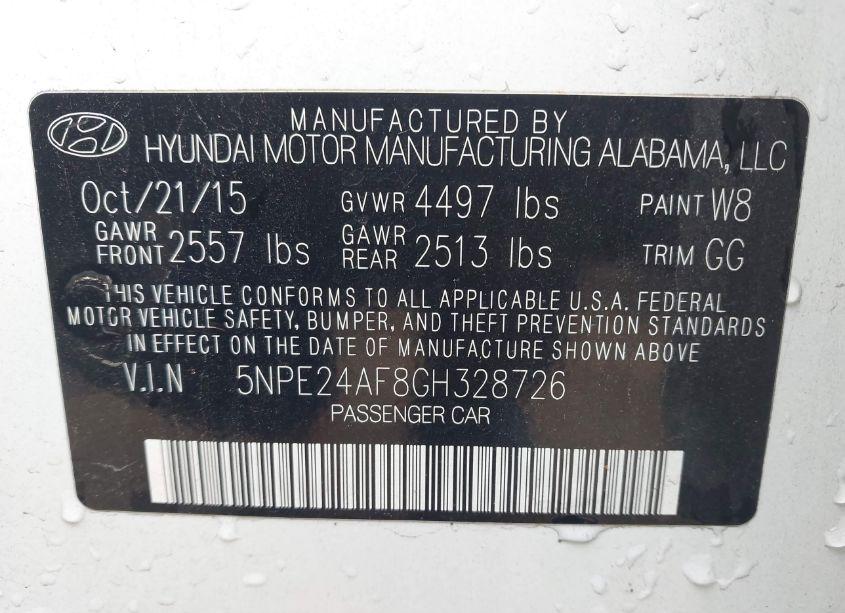 MANUFACTURED BY
HYUNDAI MOTOR MANUFACTURING ALABAMA, LLC
Oct/21/15 GVWR 4497 lbs PAINT W8
GAWR FRONT 2557 lbs GAWR REAR 2513 lbs TRIM GG
THIS VEHICLE CONFORMS TO ALL APPLICABLE U.S.A. FEDERAL
MOTOR VEHICLE SAFETY, BUMPER, AND THEFT PREVENTION STANDARDS
IN EFFECT ON THE DATE OF MANUFACTURE SHOWN ABOVE
V.I.N 5NPE24AF8GH328726
PASSENGER CAR